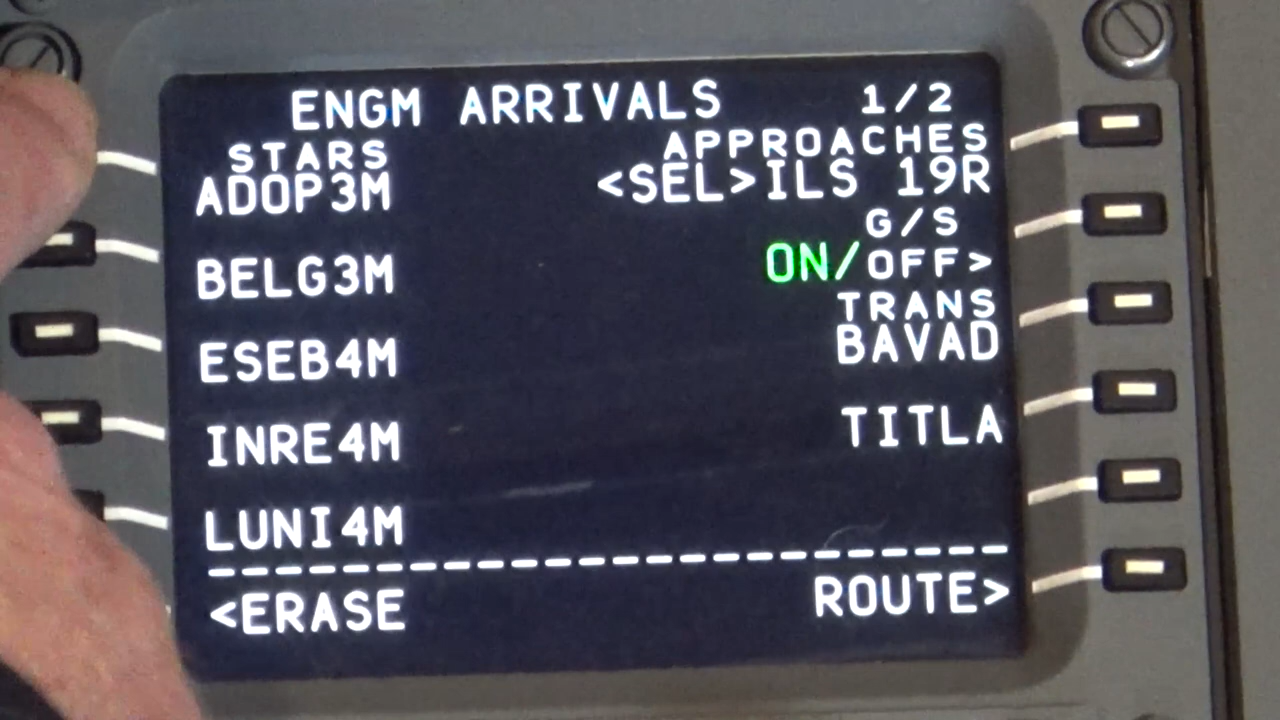 ENGM ARRIVALS 1/2
STARS APPROACHES
ADOP3M <SEL>ILS 19R
G/S
BELG3M ON/OFF>
TRANS
ESEB4M BAVAD
INRE4M TITLA
LUNI4M
<ERASE ROUTE>